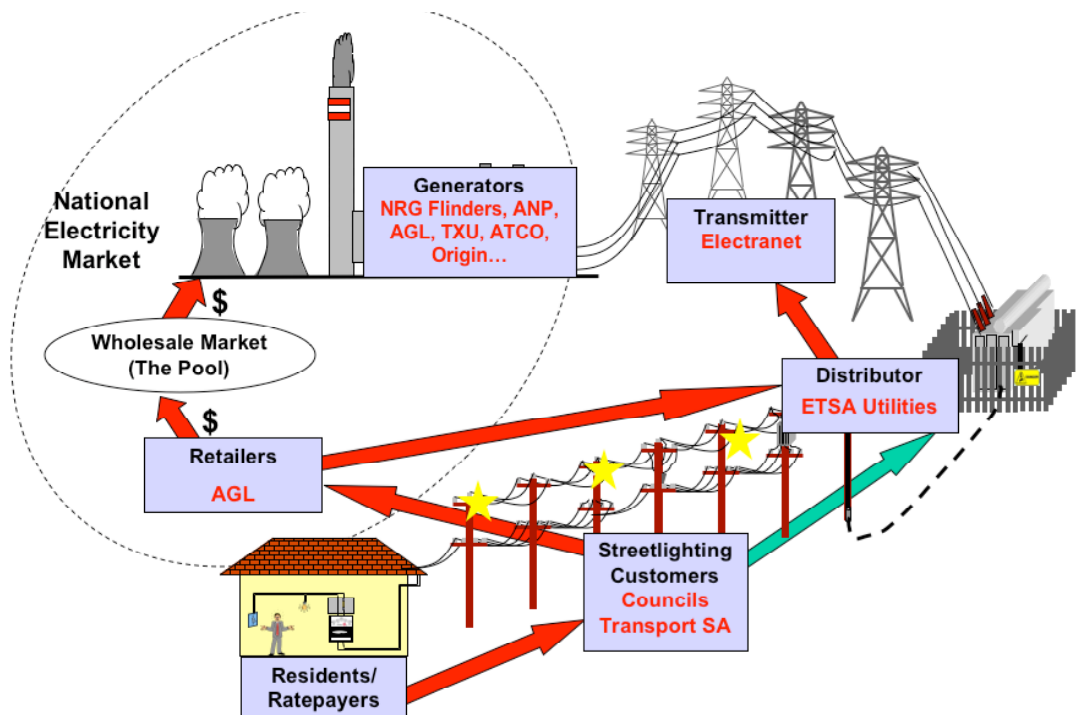 National
Electricity
Market
Generators
NRG Flinders, ANP,
AGL, TXU, ATCO,
Origin…
Transmitter
Electranet
$
Wholesale Market
(The Pool)
$
Distributor
ETSA Utilities
Retailers
AGL
Streetlighting
Customers
Councils
Transport SA
Residents/
Ratepayers